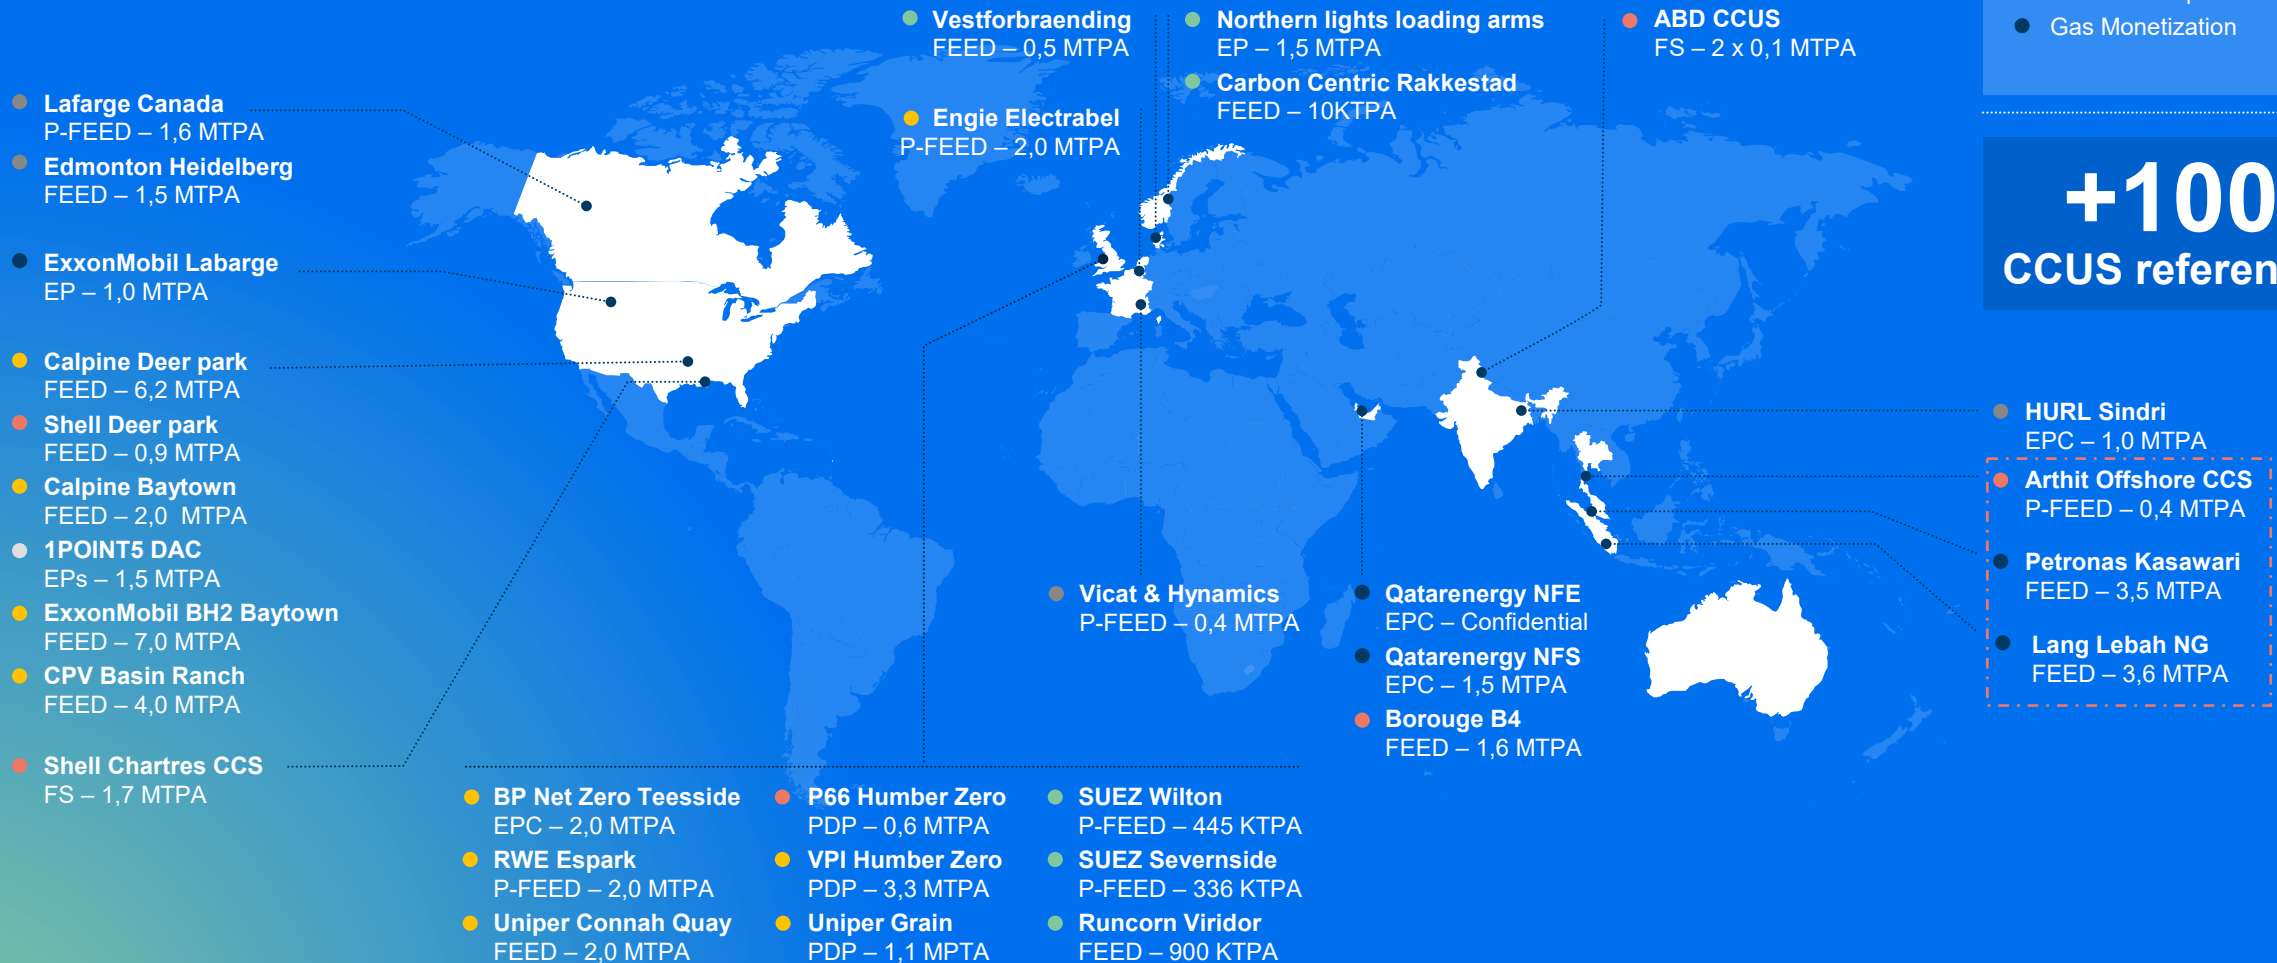 Vestforbraending
FEED – 0,5 MTPA
Northern lights loading arms
EP – 1,5 MTPA
Carbon Centric Rakkestad
FEED – 10KTPA
ABD CCUS
FS – 2 x 0,1 MTPA
Gas Monetization
Engie Electrabel
P-FEED – 2,0 MTPA
Lafarge Canada
P-FEED – 1,6 MTPA
Edmonton Heidelberg
FEED – 1,5 MTPA
ExxonMobil Labarge
EP – 1,0 MTPA
Calpine Deer park
FEED – 6,2 MTPA
Shell Deer park
FEED – 0,9 MTPA
Calpine Baytown
FEED – 2,0  MTPA
1POINT5 DAC
EPs – 1,5 MTPA
ExxonMobil BH2 Baytown
FEED – 7,0 MTPA
CPV Basin Ranch
FEED – 4,0 MTPA
Shell Chartres CCS
FS – 1,7 MTPA
+100
CCUS referen
HURL Sindri
EPC – 1,0 MTPA
Arthit Offshore CCS
P-FEED – 0,4 MTPA
Petronas Kasawari
FEED – 3,5 MTPA
Lang Lebah NG
FEED – 3,6 MTPA
Vicat & Hynamics
P-FEED – 0,4 MTPA
Qatarenergy NFE
EPC – Confidential
Qatarenergy NFS
EPC – 1,5 MTPA
Borouge B4
FEED – 1,6 MTPA
BP Net Zero Teesside
EPC – 2,0 MTPA
RWE Espark
P-FEED – 2,0 MTPA
Uniper Connah Quay
FEED – 2,0 MTPA
P66 Humber Zero
PDP – 0,6 MTPA
VPI Humber Zero
PDP – 3,3 MTPA
Uniper Grain
PDP – 1,1 MPTA
SUEZ Wilton
P-FEED – 445 KTPA
SUEZ Severnside
P-FEED – 336 KTPA
Runcorn Viridor
FEED – 900 KTPA